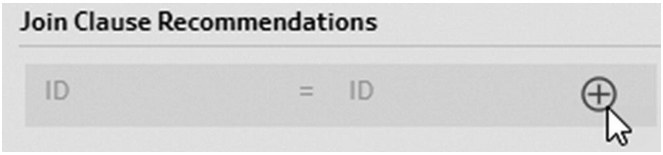 Join Clause Recommendations
ID = ID